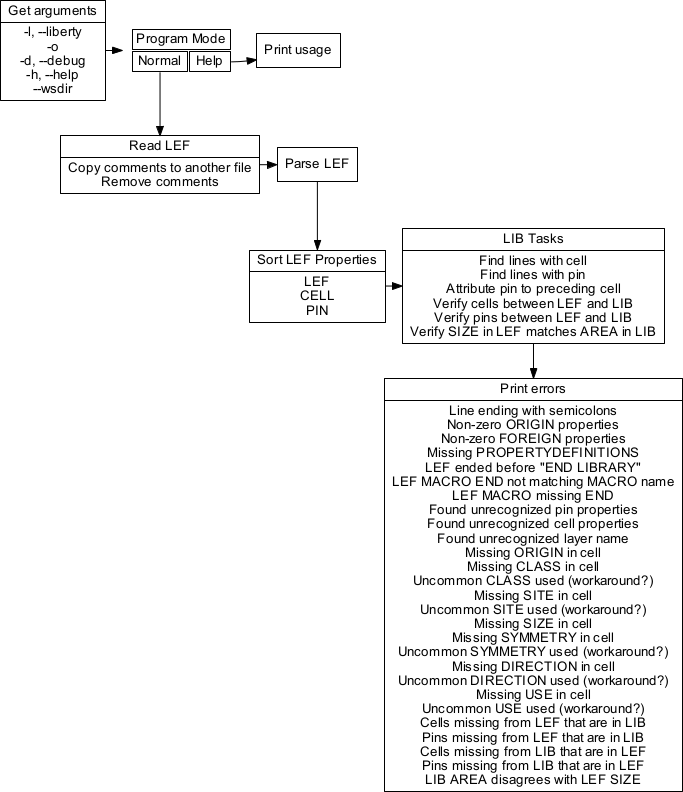 Get arguments
-l, --liberty
-o
-d, --debug
-h, --help
--wsdir
Program Mode
Normal
Help
Print usage
Read LEF
Copy comments to another file
Remove comments
Parse LEF
Sort LEF Properties
LEF
CELL
PIN
LIB Tasks
Find lines with cell
Find lines with pin
Attribute pin to preceding cell
Verify cells between LEF and LIB
Verify pins between LEF and LIB
Verify SIZE in LEF matches AREA in LIB
Print errors
Line ending with semicolons
Non-zero ORIGIN properties
Non-zero FOREIGN properties
Missing PROPERTYDEFINITIONS
LEF ended before "END LIBRARY"
LEF MACRO END not matching MACRO name
LEF MACRO missing END
Found unrecognized pin properties
Found unrecognized cell properties
Found unrecognized layer name
Missing ORIGIN in cell
Missing CLASS in cell
Uncommon CLASS used (workaround?)
Missing SITE in cell
Uncommon SITE used (workaround?)
Missing SIZE in cell
Missing SYMMETRY in cell
Uncommon SYMMETRY used (workaround?)
Missing DIRECTION in cell
Uncommon DIRECTION used (workaround?)
Missing USE in cell
Uncommon USE used (workaround?)
Cells missing from LEF that are in LIB
Pins missing from LEF that are in LIB
Cells missing from LIB that are in LEF
Pins missing from LIB that are in LEF
LIB AREA disagrees with LEF SIZE